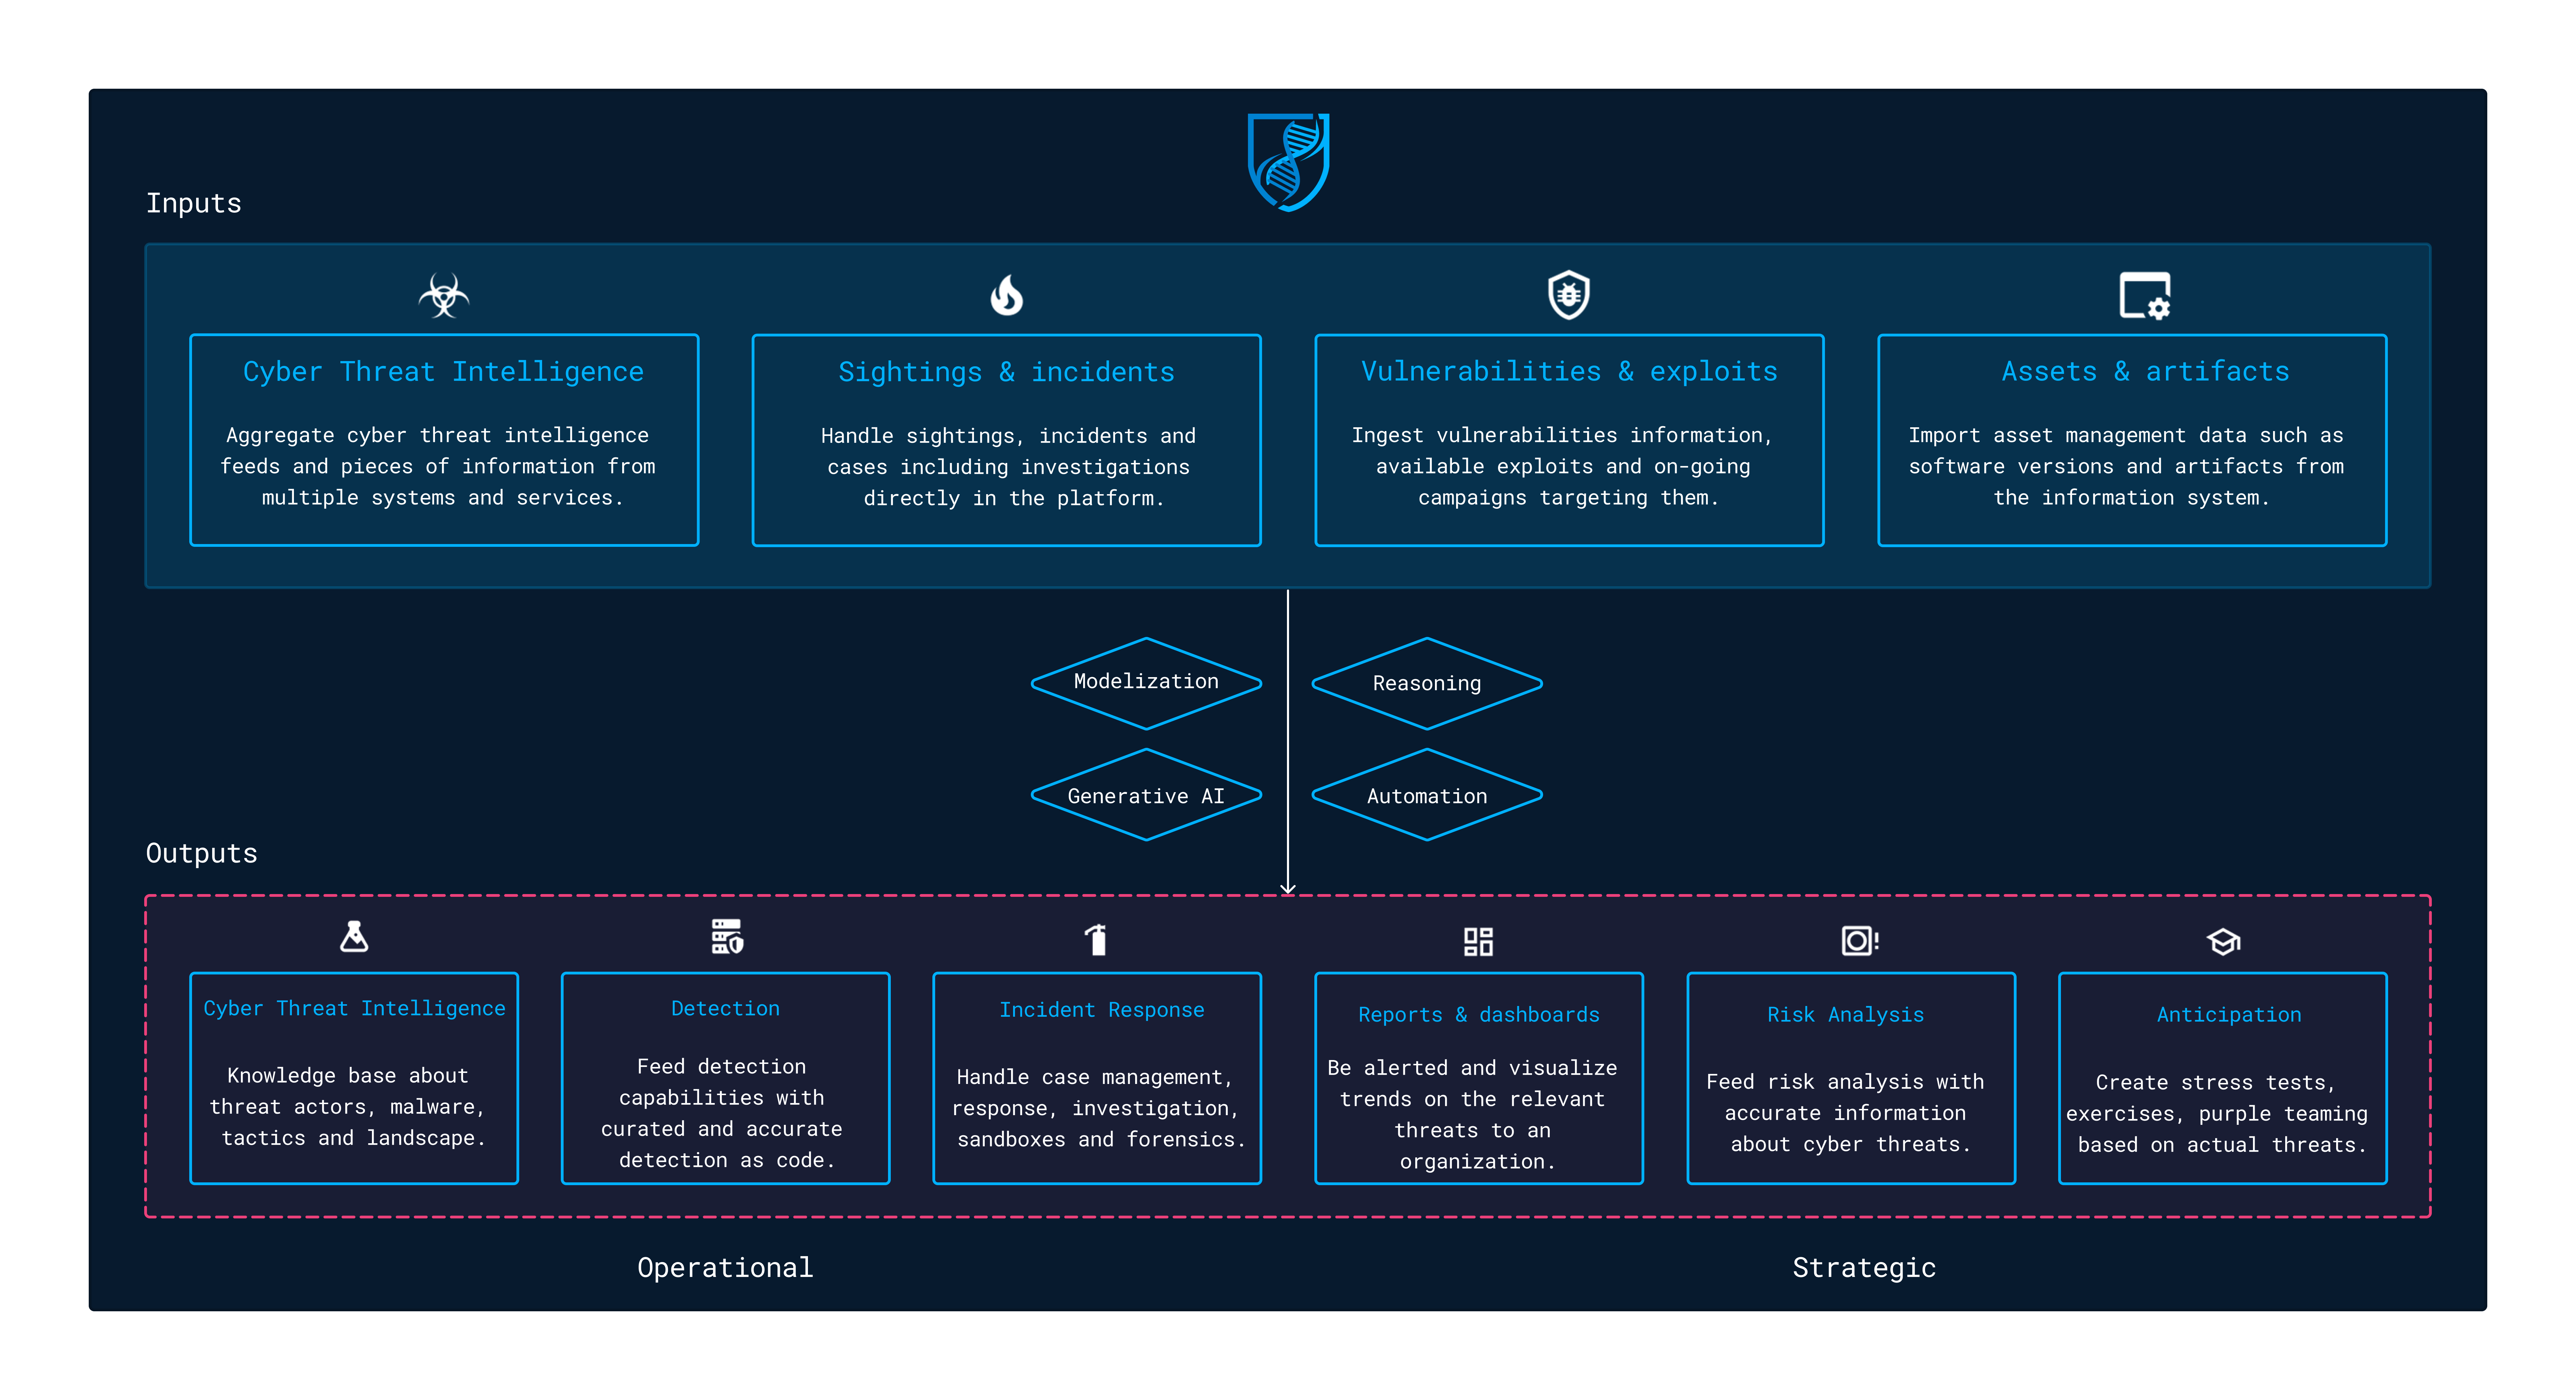 Inputs
Cyber Threat Intelligence
Aggregate cyber threat intelligence
feeds and pieces of information from
multiple systems and services.
Sightings & incidents
Handle sightings, incidents and
cases including investigations
directly in the platform.
Vulnerabilities & exploits
Ingest vulnerabilities information,
available exploits and on-going
campaigns targeting them.
Assets & artifacts
Import asset management data such as
software versions and artifacts from
the information system.
Modelization
Reasoning
Generative AI
Automation
Outputs
Cyber Threat Intelligence
Knowledge base about
threat actors, malware,
tactics and landscape.
Detection
Feed detection
capabilities with
curated and accurate
detection as code.
Incident Response
Handle case management,
response, investigation,
sandboxes and forensics.
Reports & dashboards
Be alerted and visualize
trends on the relevant
threats to an
organization.
Risk Analysis
Feed risk analysis with
accurate information
about cyber threats.
Anticipation
Create stress tests,
exercises, purple teaming
based on actual threats.
Operational
Strategic